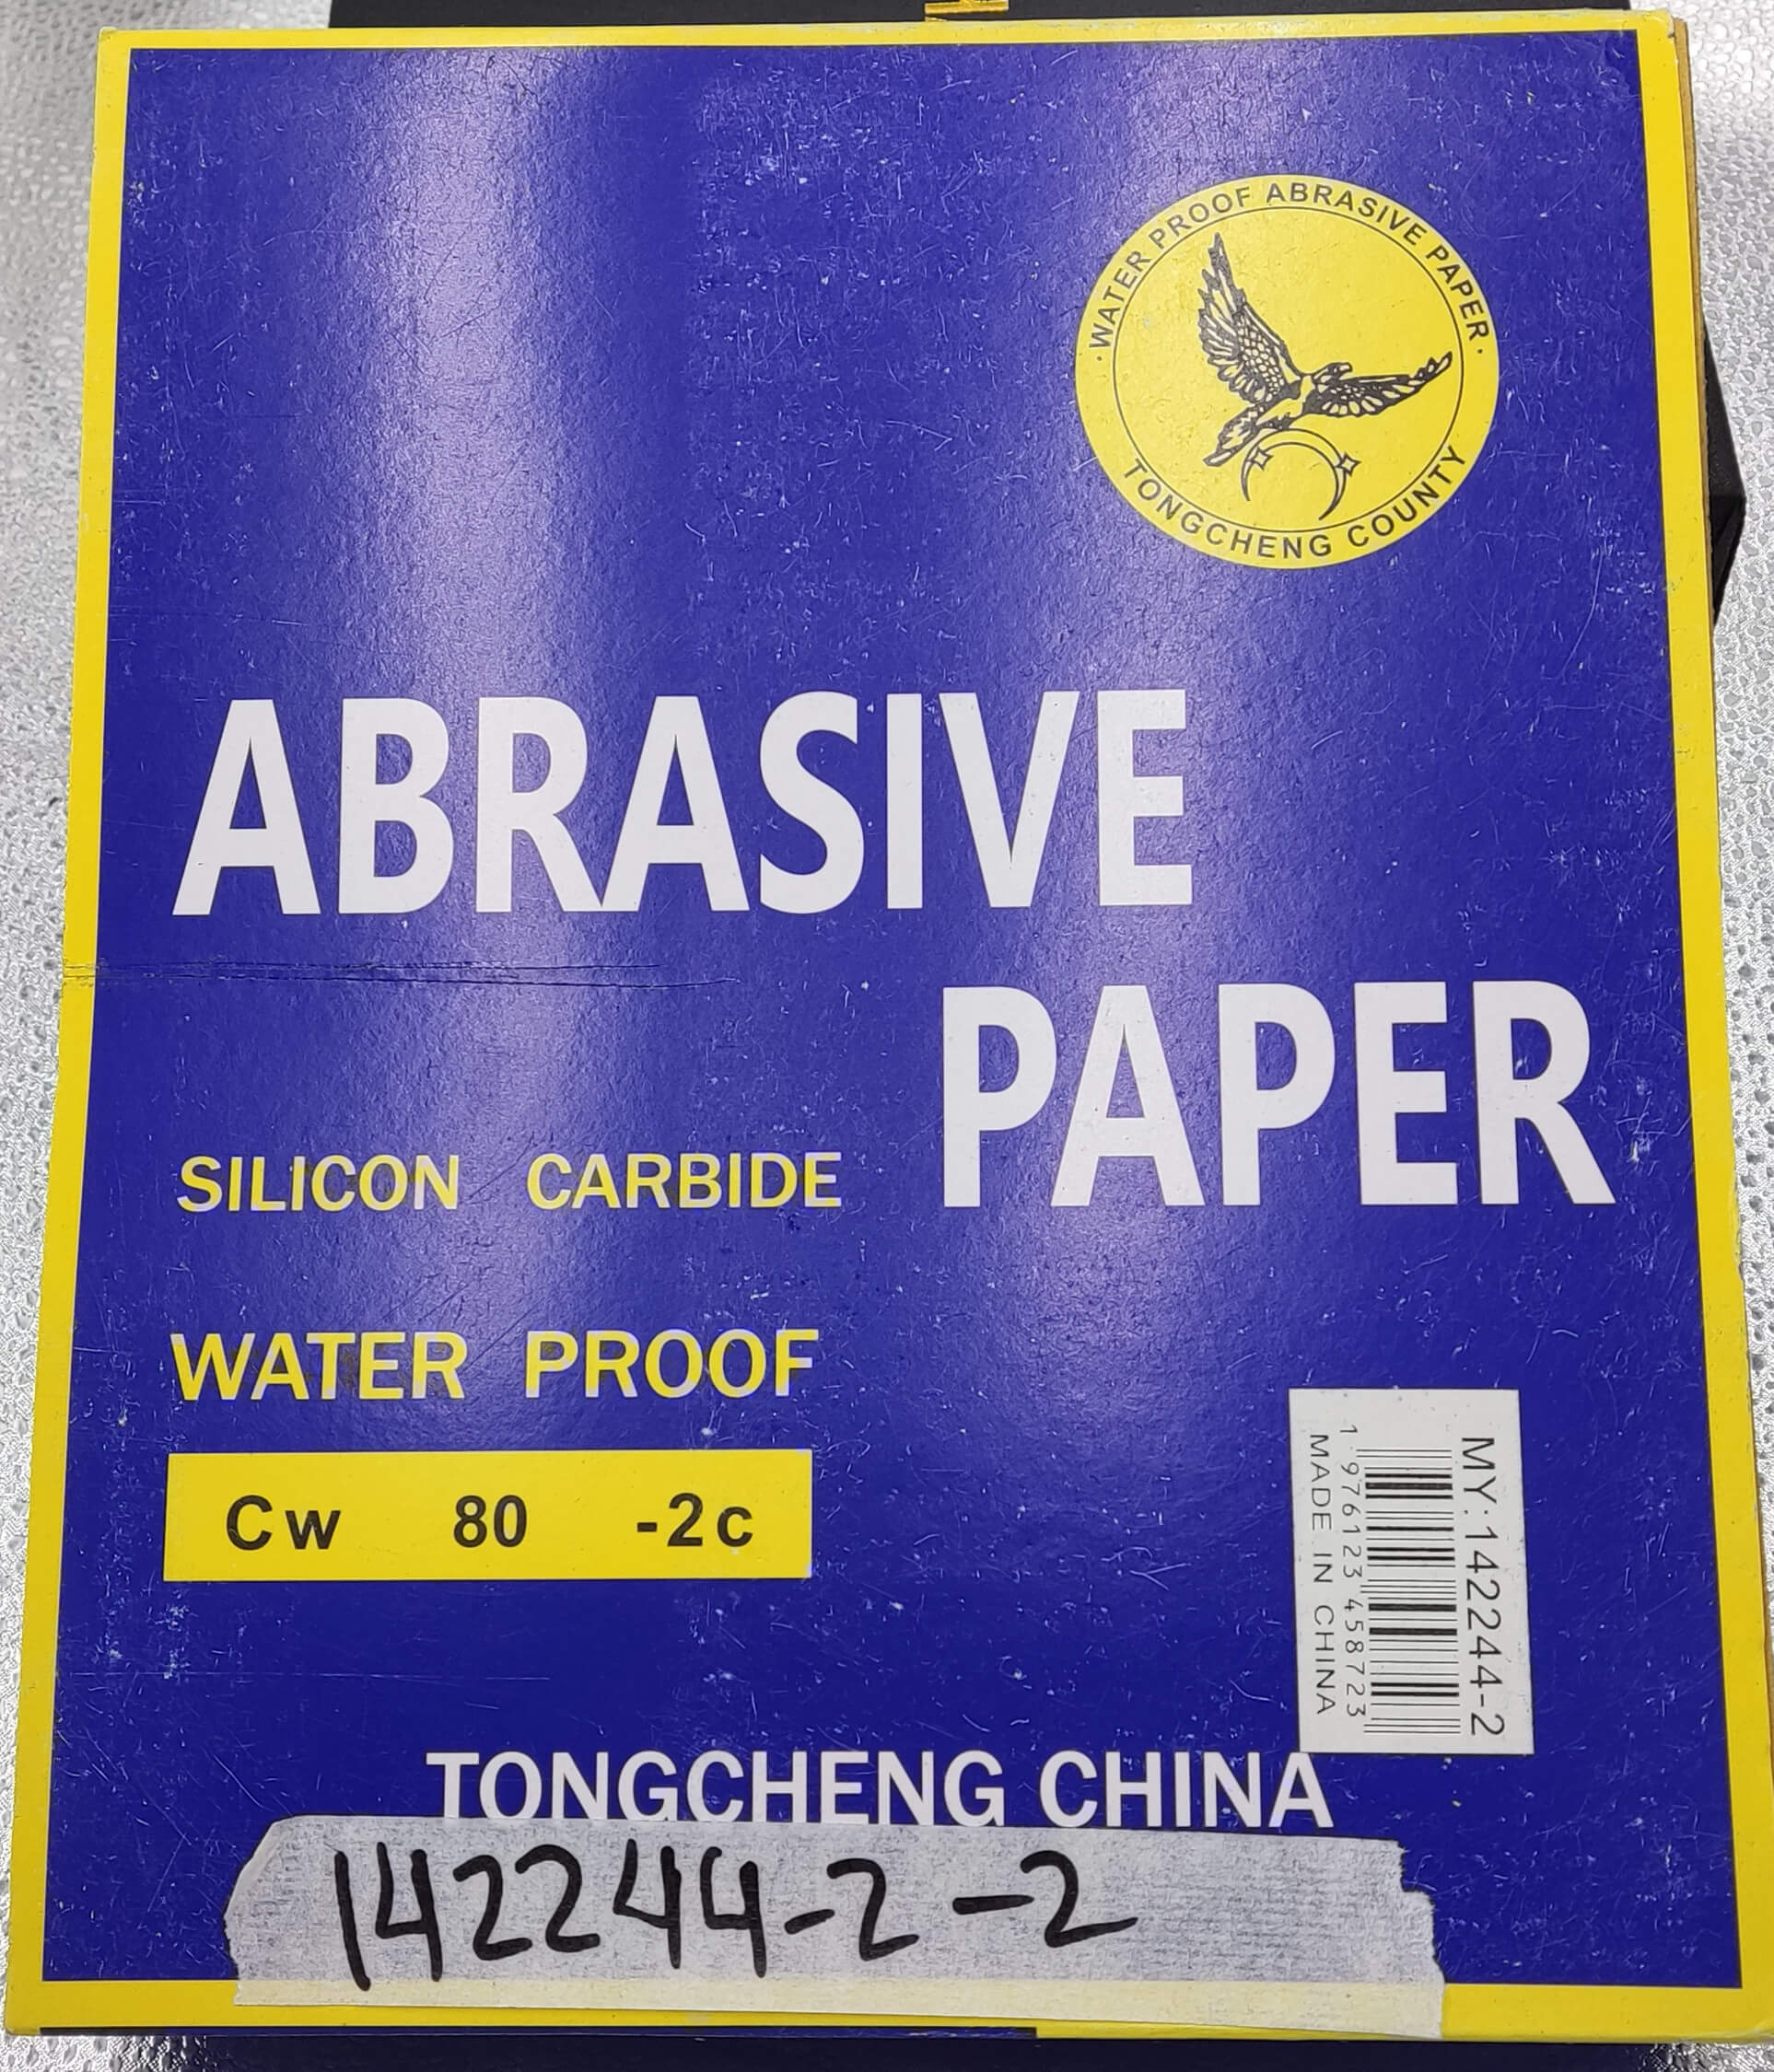 · WATER PROOF ABRASIVE PAPER ·
TONGCHENG COUNTY
ABRASIVE
PAPER
SILICON CARBIDE
WATER PROOF
Cw 80 -2c
MY:142244-2
1 976123 458723
MADE IN CHINA
TONGCHENG CHINA
142244-2-2